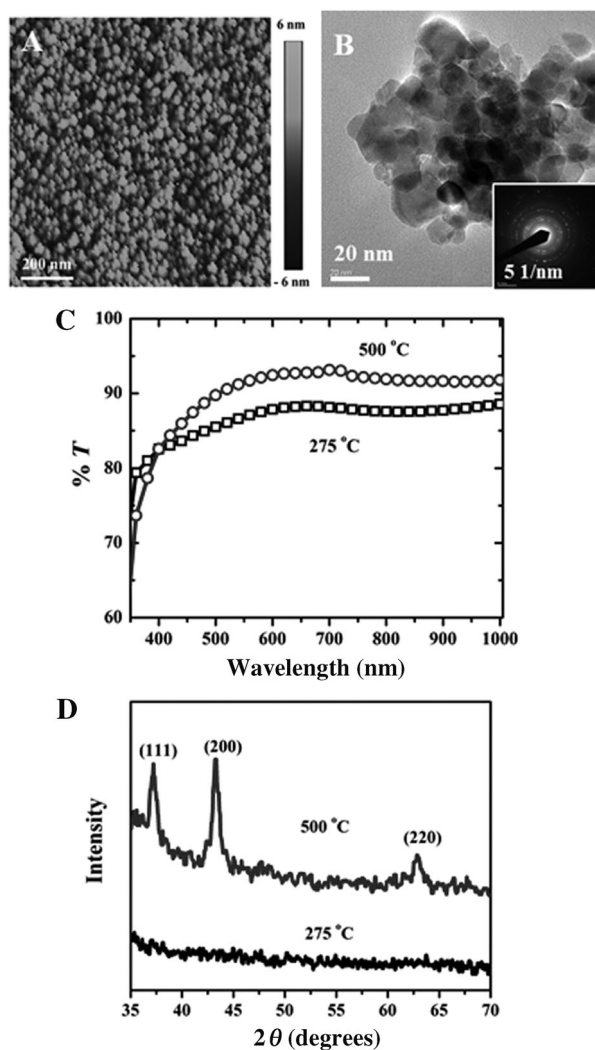 A
6 nm
200 nm
- 6 nm
B
20 nm
20 nm
5 1/nm
C
100
90
80
70
60
% T
500 °C
275 °C
400 500 600 700 800 900 1000
Wavelength (nm)
D
(111)
(200)
(220)
500 °C
275 °C
Intensity
35 40 45 50 55 60 65 70
2θ (degrees)